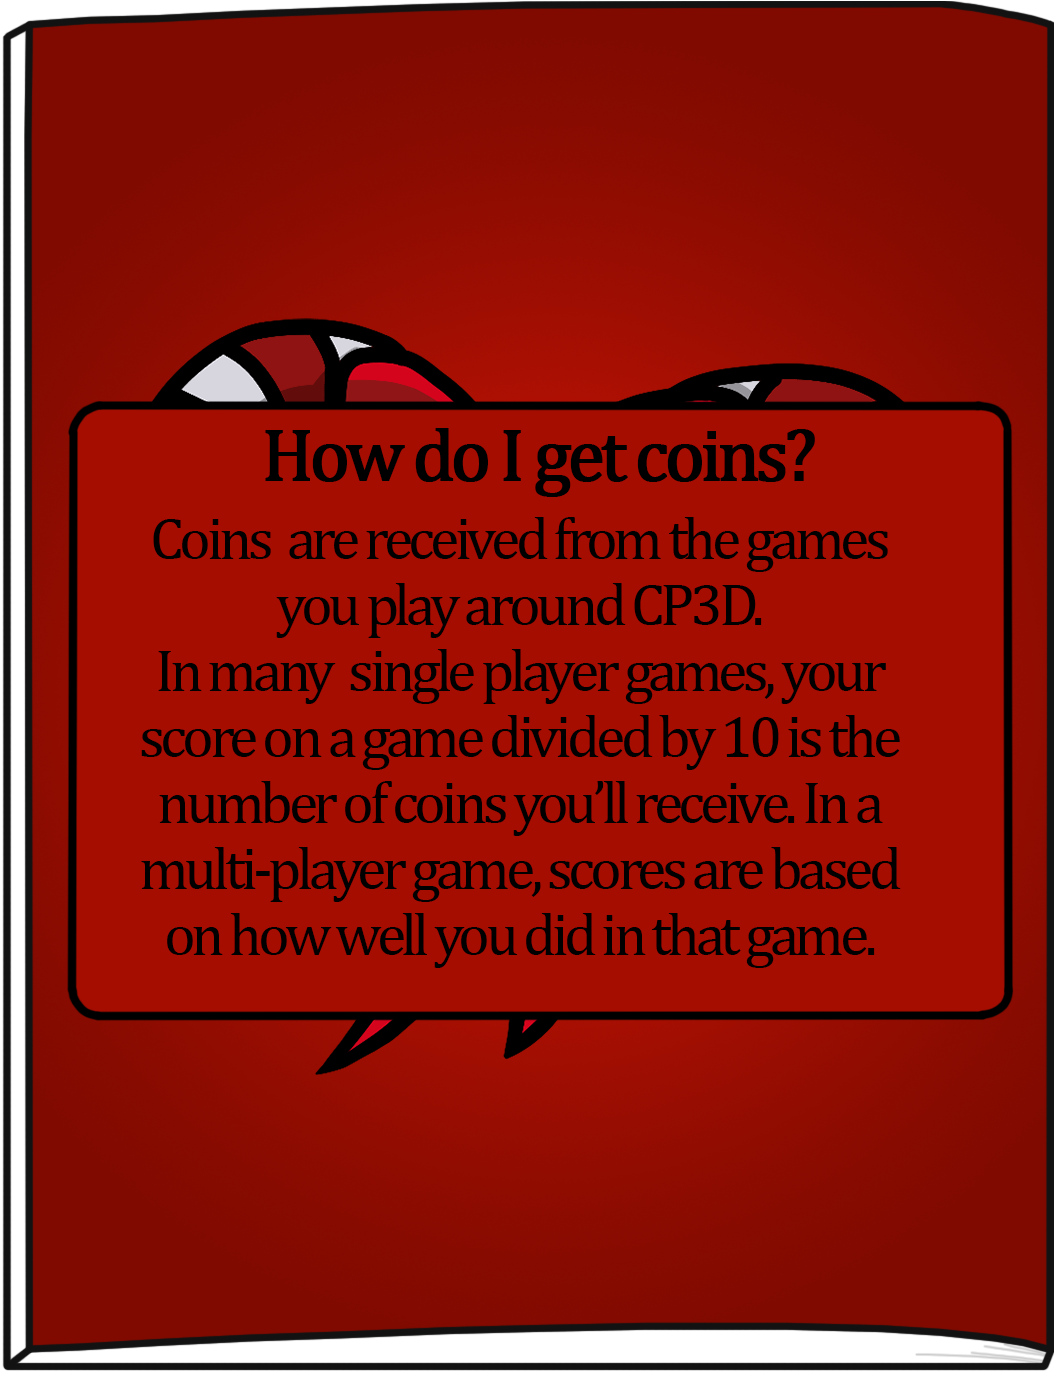 How do I get coins?
Coins are received from the games
you play around CP3D.
In many single player games, your
score on a game divided by 10 is the
number of coins you’ll receive. In a
multi-player game, scores are based
on how well you did in that game.